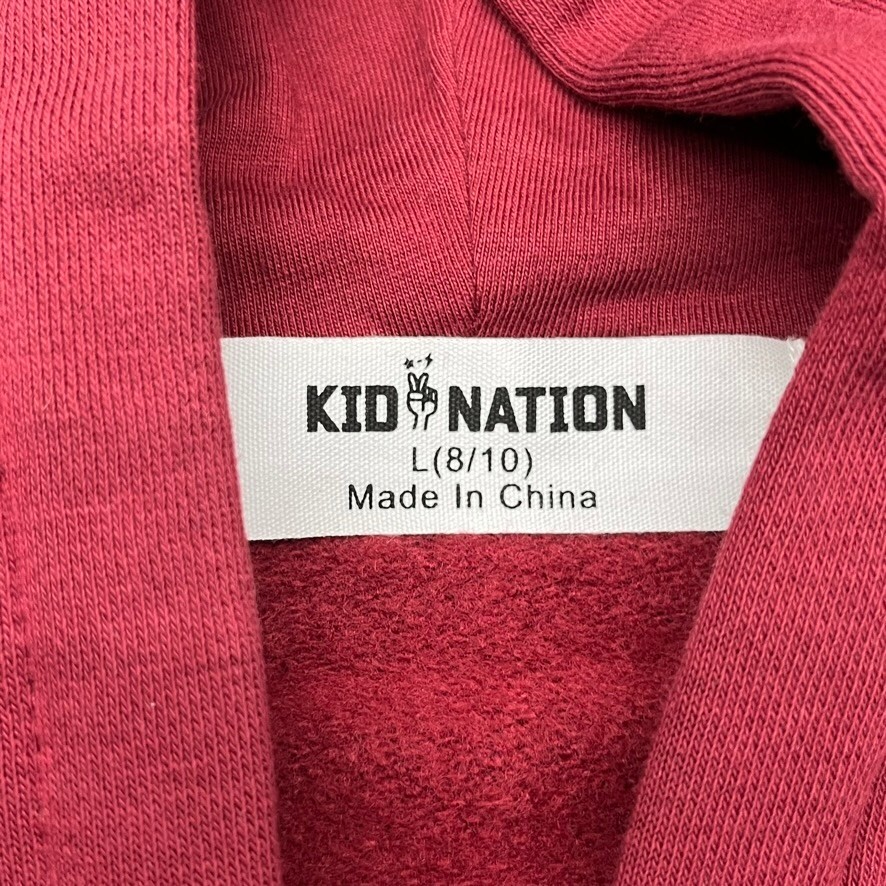 KID NATION
L(8/10)
Made In China